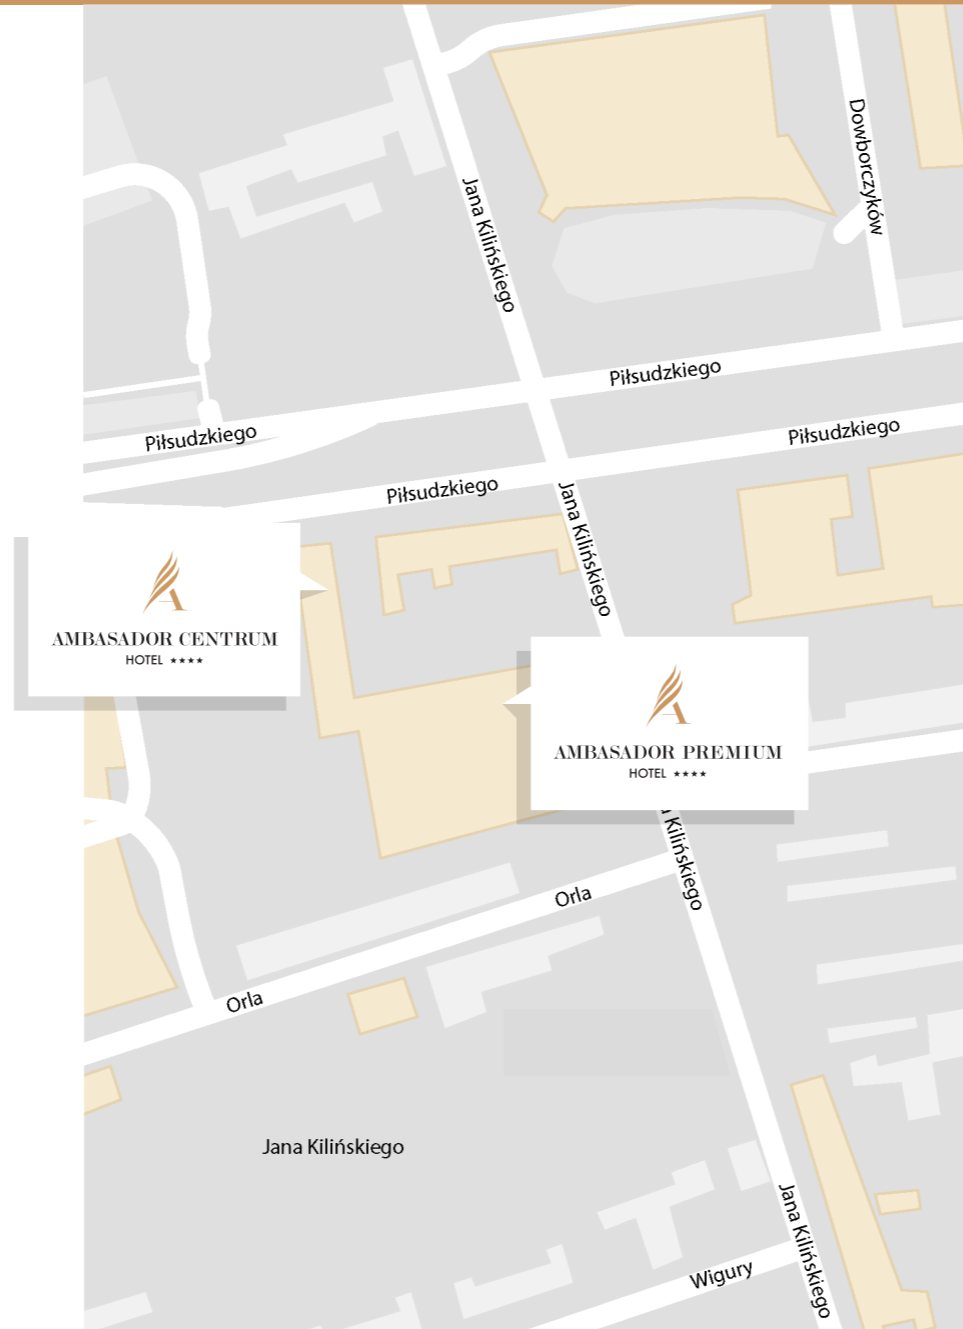 Dowborczyków
Jana Kilińskiego
Piłsudzkiego
Piłsudzkiego
Piłsudzkiego
Piłsudzkiego
Jana Kilińskiego
AMBASADOR CENTRUM
HOTEL ★★★★
AMBASADOR PREMIUM
HOTEL ★★★★
Kilińskiego
Orla
Orla
Jana Kilińskiego
Jana Kilińskiego
Wigury